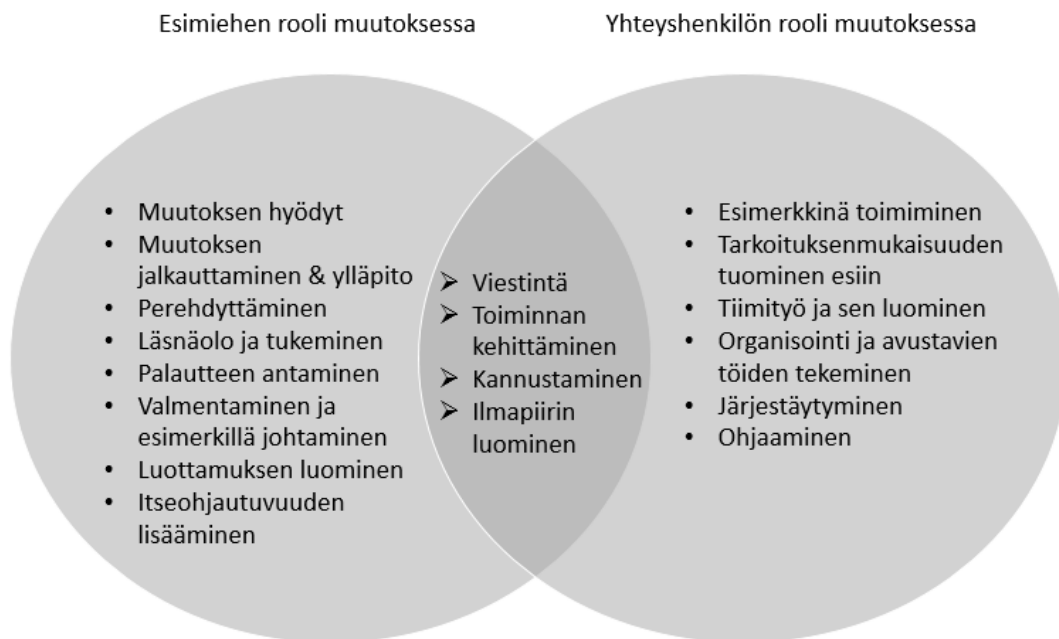 Esimiehen rooli muutoksessa
Yhteyshenkilön rooli muutoksessa
• Muutoksen hyödyt
• Muutoksen
jalkauttaminen & ylläpito
• Perehdyttäminen
• Läsnäolo ja tukeminen
• Palautteen antaminen
• Valmentaminen ja
esimerkillä johtaminen
• Luottamuksen luominen
• Itseohjautuvuuden
lisääminen
➢ Viestintä
➢ Toiminnan
kehittäminen
➢ Kannustaminen
➢ Ilmapiirin
luominen
• Esimerkkinä toimiminen
• Tarkoituksenmukaisuuden
tuominen esiin
• Tiimityö ja sen luominen
• Organisointi ja avustavien
töiden tekeminen
• Järjestäytyminen
• Ohjaaminen